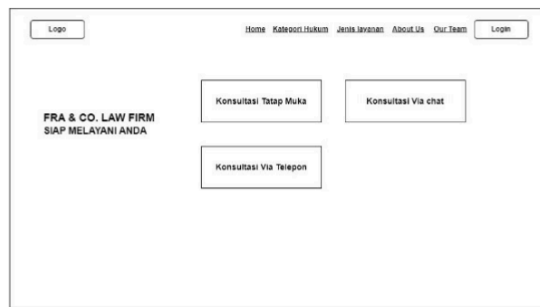 Logo
Home Kategori Hukum Jenis layanan About Us Our Team Login
FRA & CO. LAW FIRM
SIAP MELAYANI ANDA
Konsultasi Tatap Muka
Konsultasi Via chat
Konsultasi Via Telepon